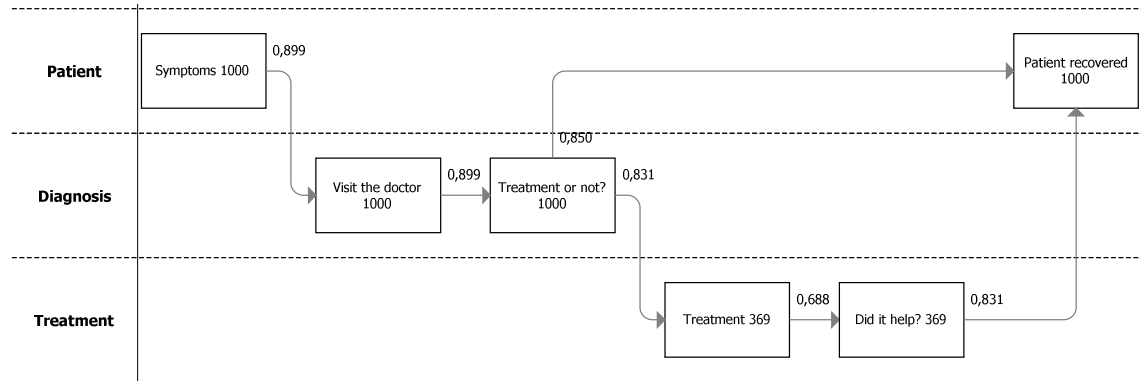 Patient
Symptoms 1000
0,899
Patient recovered
1000
0,850
Diagnosis
Visit the doctor
1000
0,899
Treatment or not?
1000
0,831
Treatment
Treatment 369
0,688
Did it help? 369
0,831